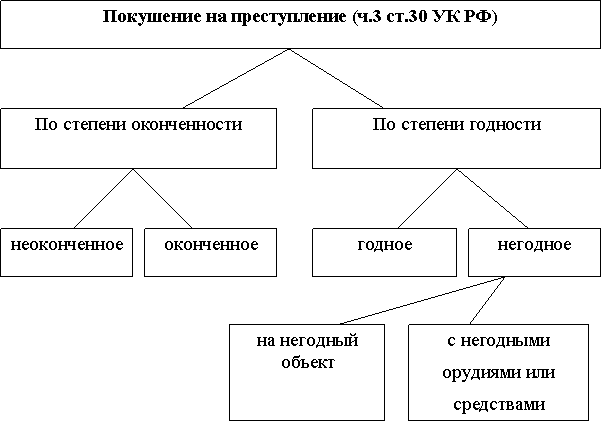 Покушение на преступление (ч.3 ст.30 УК РФ)
По степени оконченности
По степени годности
неоконченное
оконченное
годное
негодное
на негодный
объект
с негодными
орудиями или
средствами